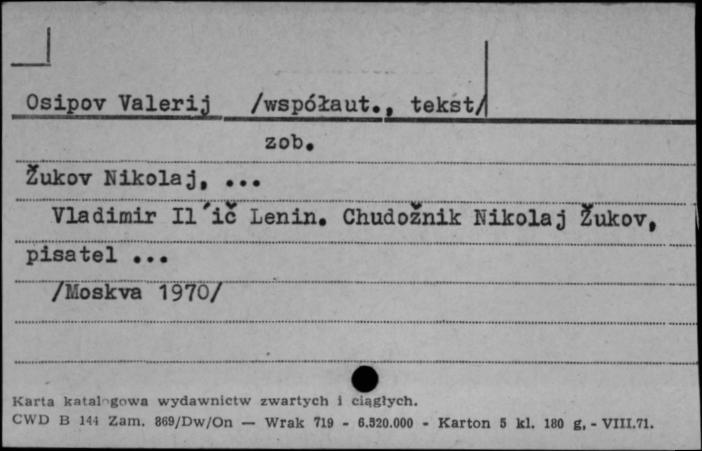 Osipov Valerij /współaut., tekst/
zob.
Žukov Nikolaj, ...
Vladimir Il´ič Lenin. Chudožnik Nikolaj Žukov,
pisatel ...
/Moskva 1970/
Karta katalogowa wydawnictw zwartych i ciągłych.
CWD B 144 Zam. 869/Dw/On — Wrak 719 - 6.520.000 - Karton 5 kl. 180 g, - VIII.71.